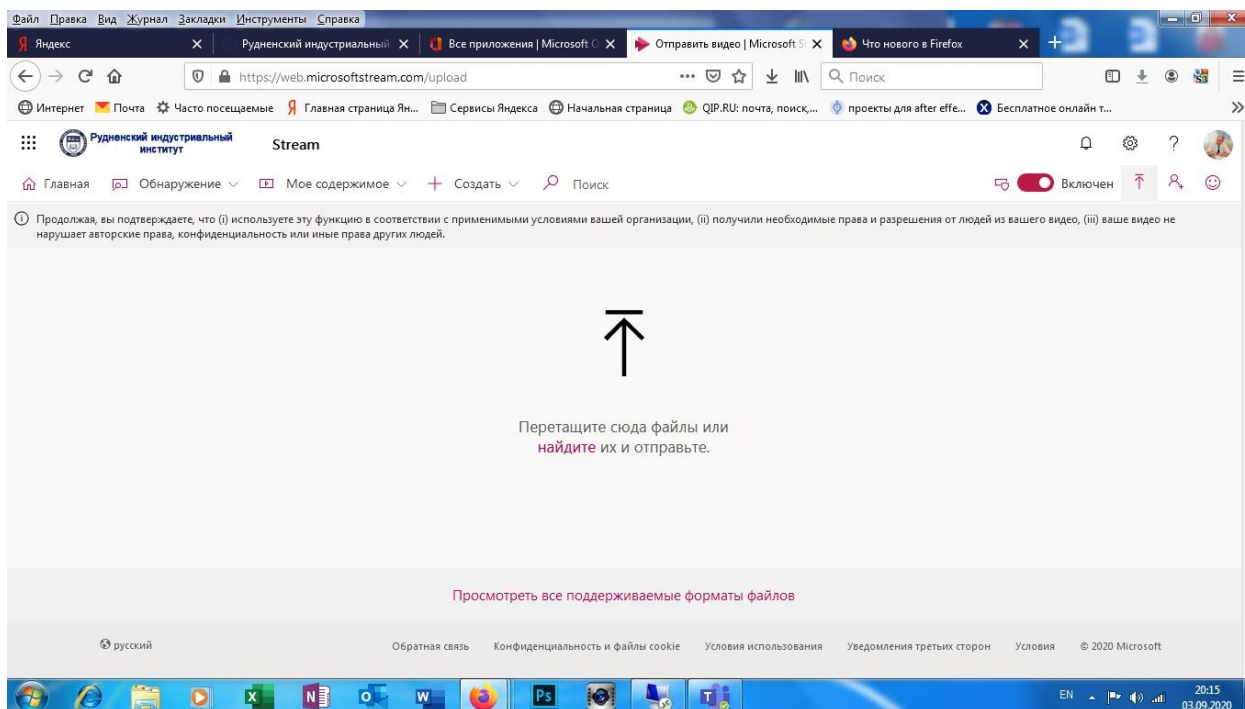 Файл Правка Вид Журнал Закладки Инструменты Справка
Яндекс
Рудненский индустриальный
Все приложения | Microsoft O
Отправить видео | Microsoft St
Что нового в Firefox
https://web.microsoftstream.com/upload
Поиск
Интернет Почта Часто посещаемые Главная страница Ян... Сервисы Яндекса Начальная страница QIP.RU: почта, поиск,... проекты для after effe... Бесплатное онлайн т...
Рудненский индустриальный
институт
Stream
Главная Обнаружение Мое содержимое Создать Поиск Включен
Продолжая, вы подтверждаете, что (i) используете эту функцию в соответствии с применимыми условиями вашей организации, (ii) получили необходимые права и разрешения от людей из вашего видео, (iii) ваше видео не
нарушает авторские права, конфиденциальность или иные права других людей.
Перетащите сюда файлы или
найдите их и отправьте.
Просмотреть все поддерживаемые форматы файлов
русский Обратная связь Конфиденциальность и файлы cookie Условия использования Уведомления третьих сторон Условия © 2020 Microsoft
EN
20:15
03.09.2020